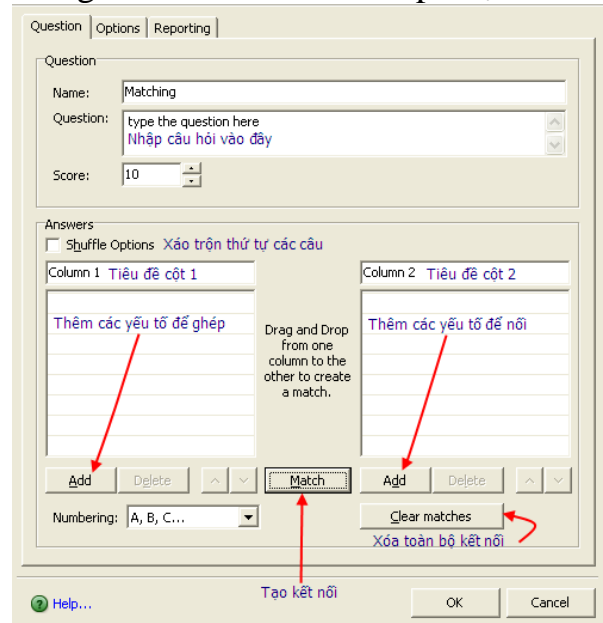 Question Options Reporting
Question
Name: Matching
Question: type the question here
Nhập câu hỏi vào đây
Score: 10
Answers
Shuffle Options Xáo trộn thứ tự các câu
Column 1 Tiêu đề cột 1 Column 2 Tiêu đề cột 2
Thêm các yếu tố để ghép Thêm các yếu tố để nối
Drag and Drop
from one
column to the
other to create
a match.
Add Delete Match Add Delete
Numbering: A, B, C... Clear matches
Xóa toàn bộ kết nối
Tạo kết nối
Help... OK Cancel